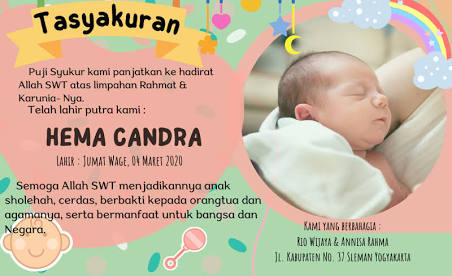 Tasyakuran
Puji Syukur kami panjatkan ke hadirat
Allah SWT atas limpahan Rahmat &
Karunia- Nya.
Telah lahir putra kami :
HEMA CANDRA
Lahir : Jumat Wage, 04 Maret 2020
Semoga Allah SWT menjadikannya anak
sholehah, cerdas, berbakti kepada orangtua dan
agamanya, serta bermanfaat untuk bangsa dan
Negara,
Kami yang berbahagia :
Rio Wijaya & Annisa Rahma
Jl. Kabupaten No. 37 Sleman Yogyakarta